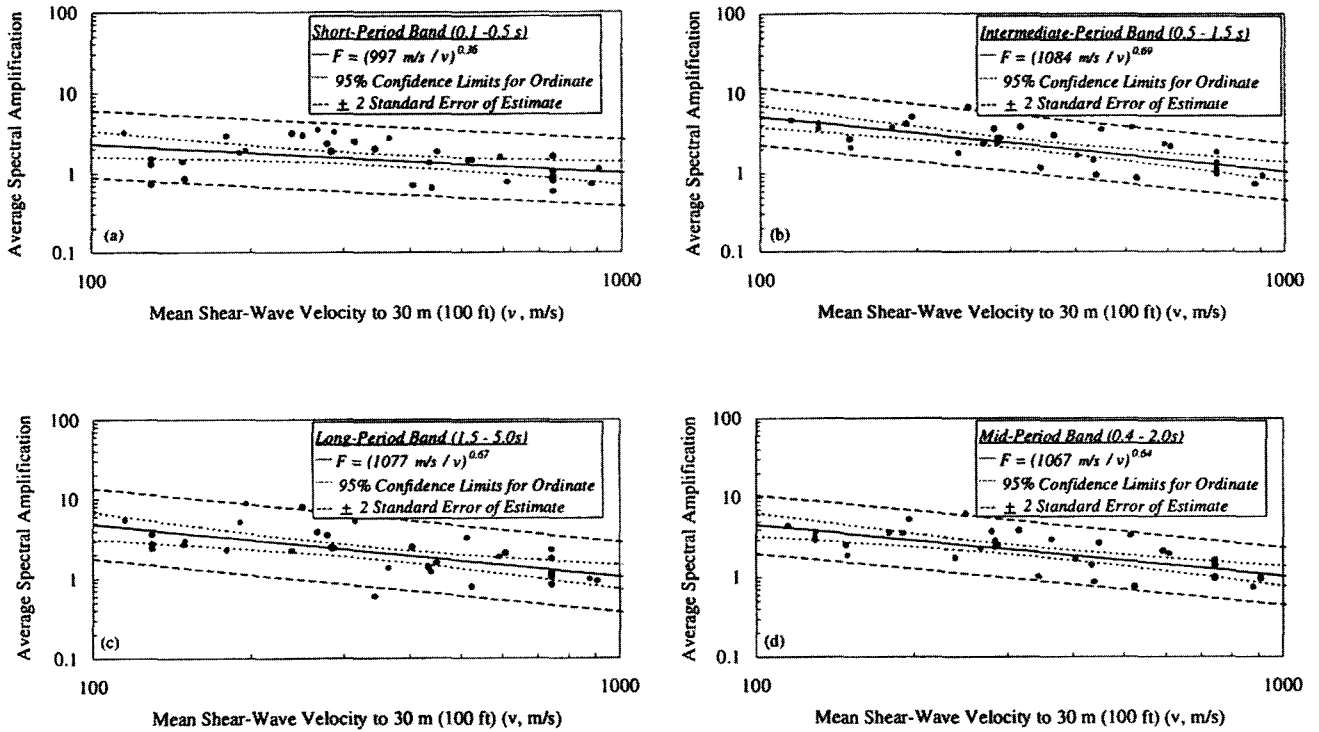 Average Spectral Amplification
100
10
1
0.1
Short-Period Band (0.1 -0.5 s)
F = (997 m/s / v)^0.36
95% Confidence Limits for Ordinate
± 2 Standard Error of Estimate
(a)
100
1000
Mean Shear-Wave Velocity to 30 m (100 ft) (v, m/s)
Average Spectral Amplification
100
10
1
0.1
Intermediate-Period Band (0.5 - 1.5 s)
F = (1084 m/s / v)^0.69
95% Confidence Limits for Ordinate
± 2 Standard Error of Estimate
(b)
100
1000
Mean Shear-Wave Velocity to 30 m (100 ft) (v, m/s)
Average Spectral Amplification
100
10
1
0.1
Long-Period Band (1.5 - 5.0s)
F = (1077 m/s / v)^0.67
95% Confidence Limits for Ordinate
± 2 Standard Error of Estimate
(c)
100
1000
Mean Shear-Wave Velocity to 30 m (100 ft) (v, m/s)
Average Spectral Amplification
100
10
1
0.1
Mid-Period Band (0.4 - 2.0s)
F = (1067 m/s / v)^0.64
95% Confidence Limits for Ordinate
± 2 Standard Error of Estimate
(d)
100
1000
Mean Shear-Wave Velocity to 30 m (100 ft) (v, m/s)